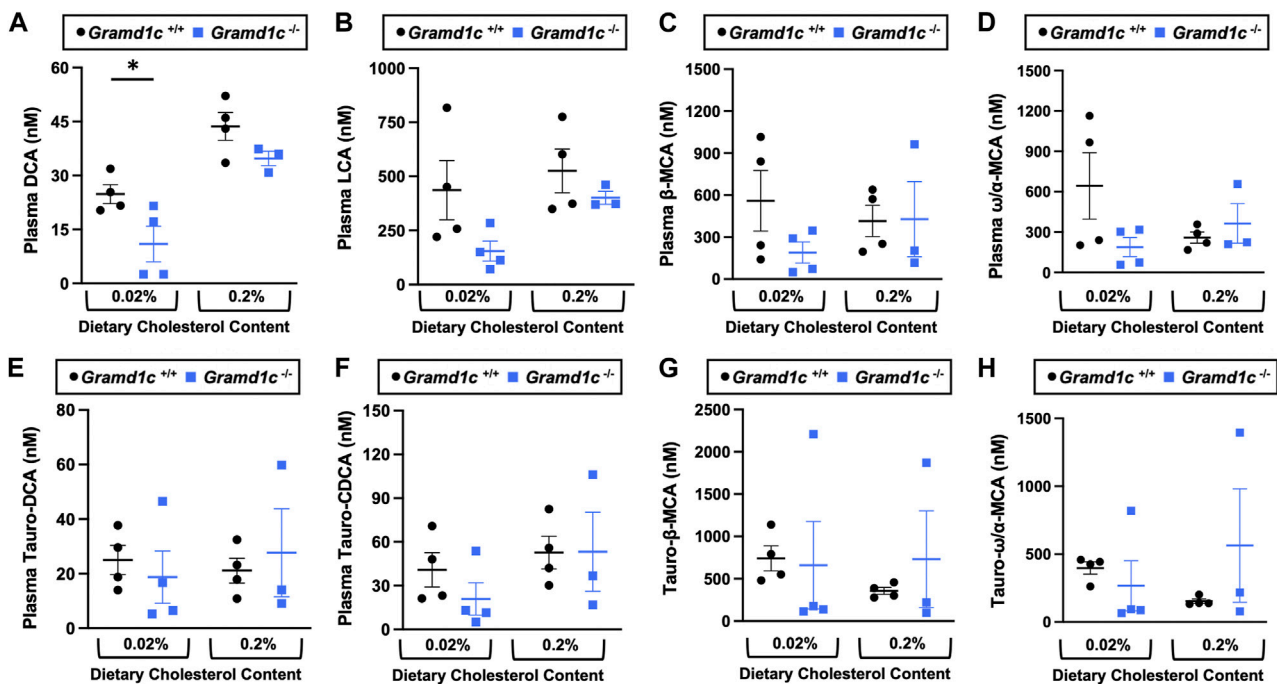 A
Gramd1c +/+ Gramd1c -/-
Plasma DCA (nM)
60
45
30
15
0
*
0.02% 0.2%
Dietary Cholesterol Content
B
Gramd1c +/+ Gramd1c -/-
Plasma LCA (nM)
1000
750
500
250
0
0.02% 0.2%
Dietary Cholesterol Content
C
Gramd1c +/+ Gramd1c -/-
Plasma β-MCA (nM)
1500
1200
900
600
300
0
0.02% 0.2%
Dietary Cholesterol Content
D
Gramd1c +/+ Gramd1c -/-
Plasma ω/α-MCA (nM)
1500
1200
900
600
300
0
0.02% 0.2%
Dietary Cholesterol Content
E
Gramd1c +/+ Gramd1c -/-
Plasma Tauro-DCA (nM)
80
60
40
20
0
0.02% 0.2%
Dietary Cholesterol Content
F
Gramd1c +/+ Gramd1c -/-
Plasma Tauro-CDCA (nM)
150
120
90
60
30
0
0.02% 0.2%
Dietary Cholesterol Content
G
Gramd1c +/+ Gramd1c -/-
Tauro-β-MCA (nM)
2500
2000
1500
1000
500
0
0.02% 0.2%
Dietary Cholesterol Content
H
Gramd1c +/+ Gramd1c -/-
Tauro-ω/α-MCA (nM)
1500
1000
500
0
0.02% 0.2%
Dietary Cholesterol Content